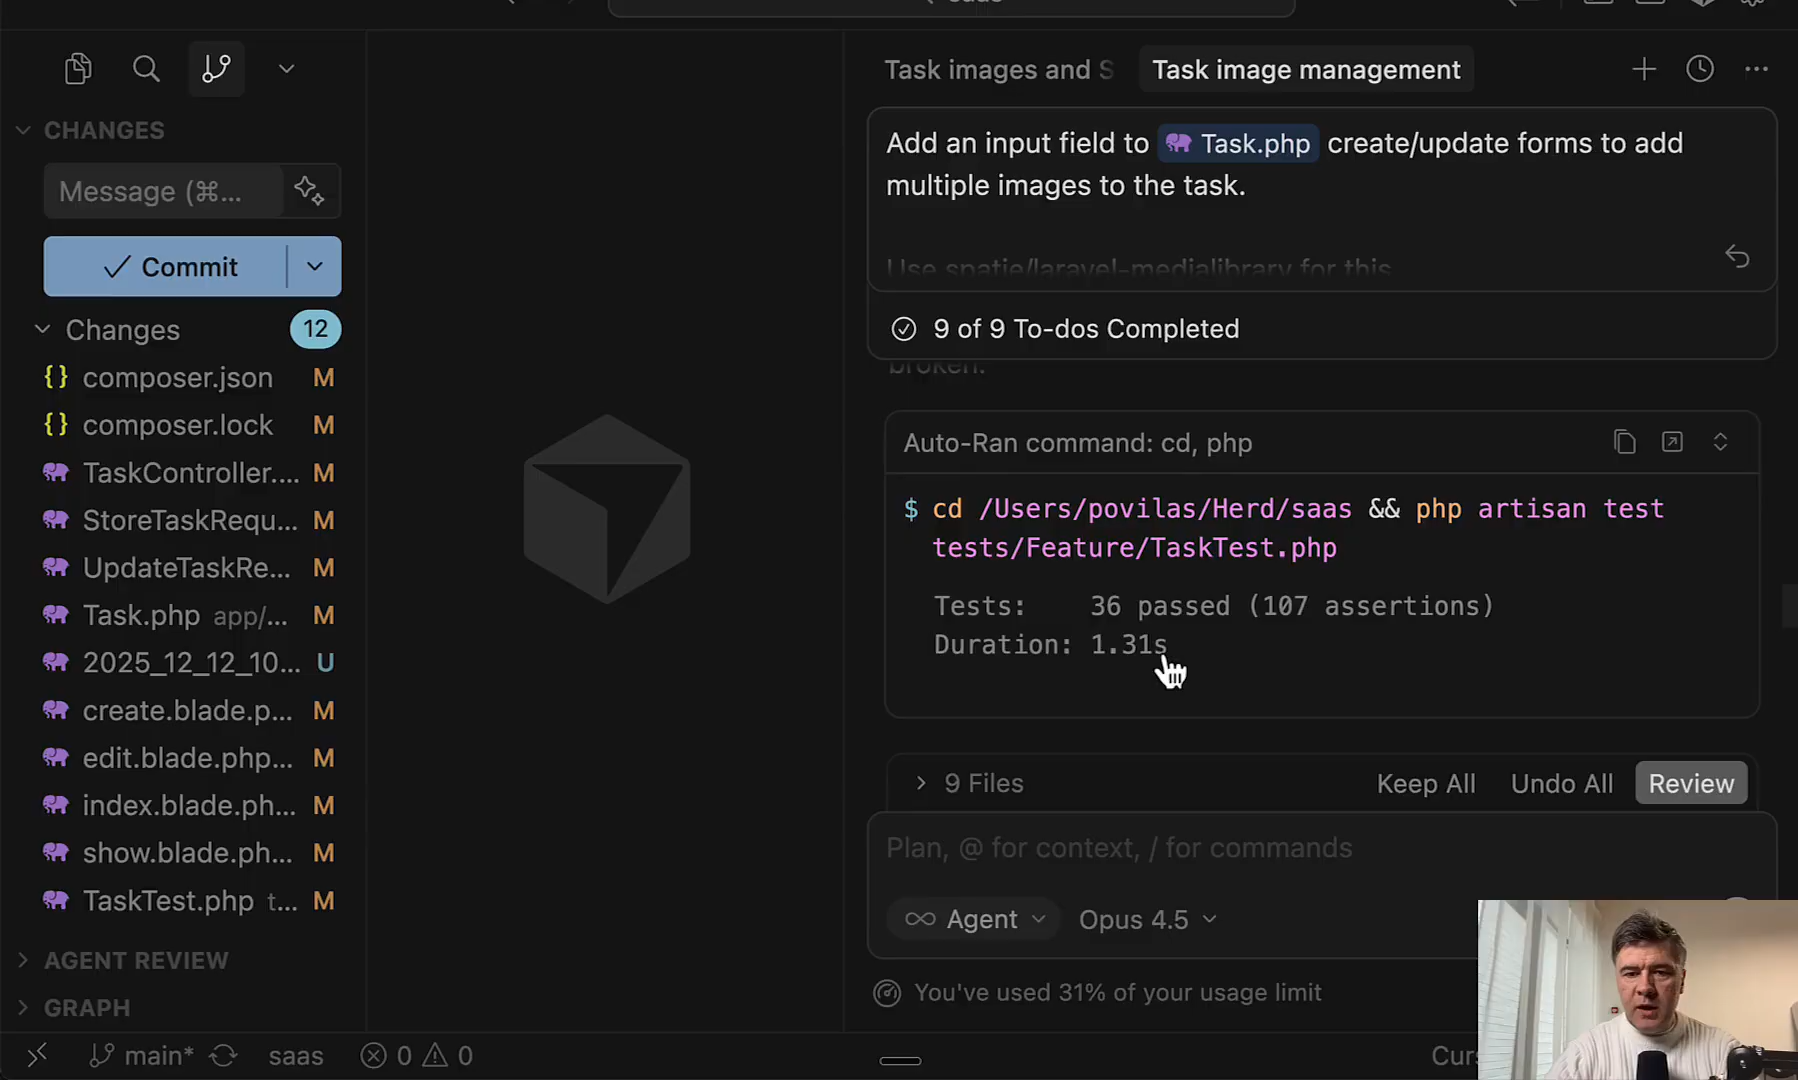 Task images and S
Task image management
CHANGES
Message (⌘...
Commit
Changes
12
composer.json M
composer.lock M
TaskController.... M
StoreTaskRequ... M
UpdateTaskRe... M
Task.php app/... M
2025_12_12_10... U
create.blade.p... M
edit.blade.php... M
index.blade.ph... M
show.blade.ph... M
TaskTest.php t... M
AGENT REVIEW
GRAPH
main*
saas
0
0
Add an input field to Task.php create/update forms to add
multiple images to the task.
Use spatie/laravel-medialibrary for this
9 of 9 To-dos Completed
broken.
Auto-Ran command: cd, php
$ cd /Users/povilas/Herd/saas && php artisan test
tests/Feature/TaskTest.php
Tests: 36 passed (107 assertions)
Duration: 1.31s
9 Files
Keep All
Undo All
Review
Plan, @ for context, / for commands
Agent
Opus 4.5
You've used 31% of your usage limit